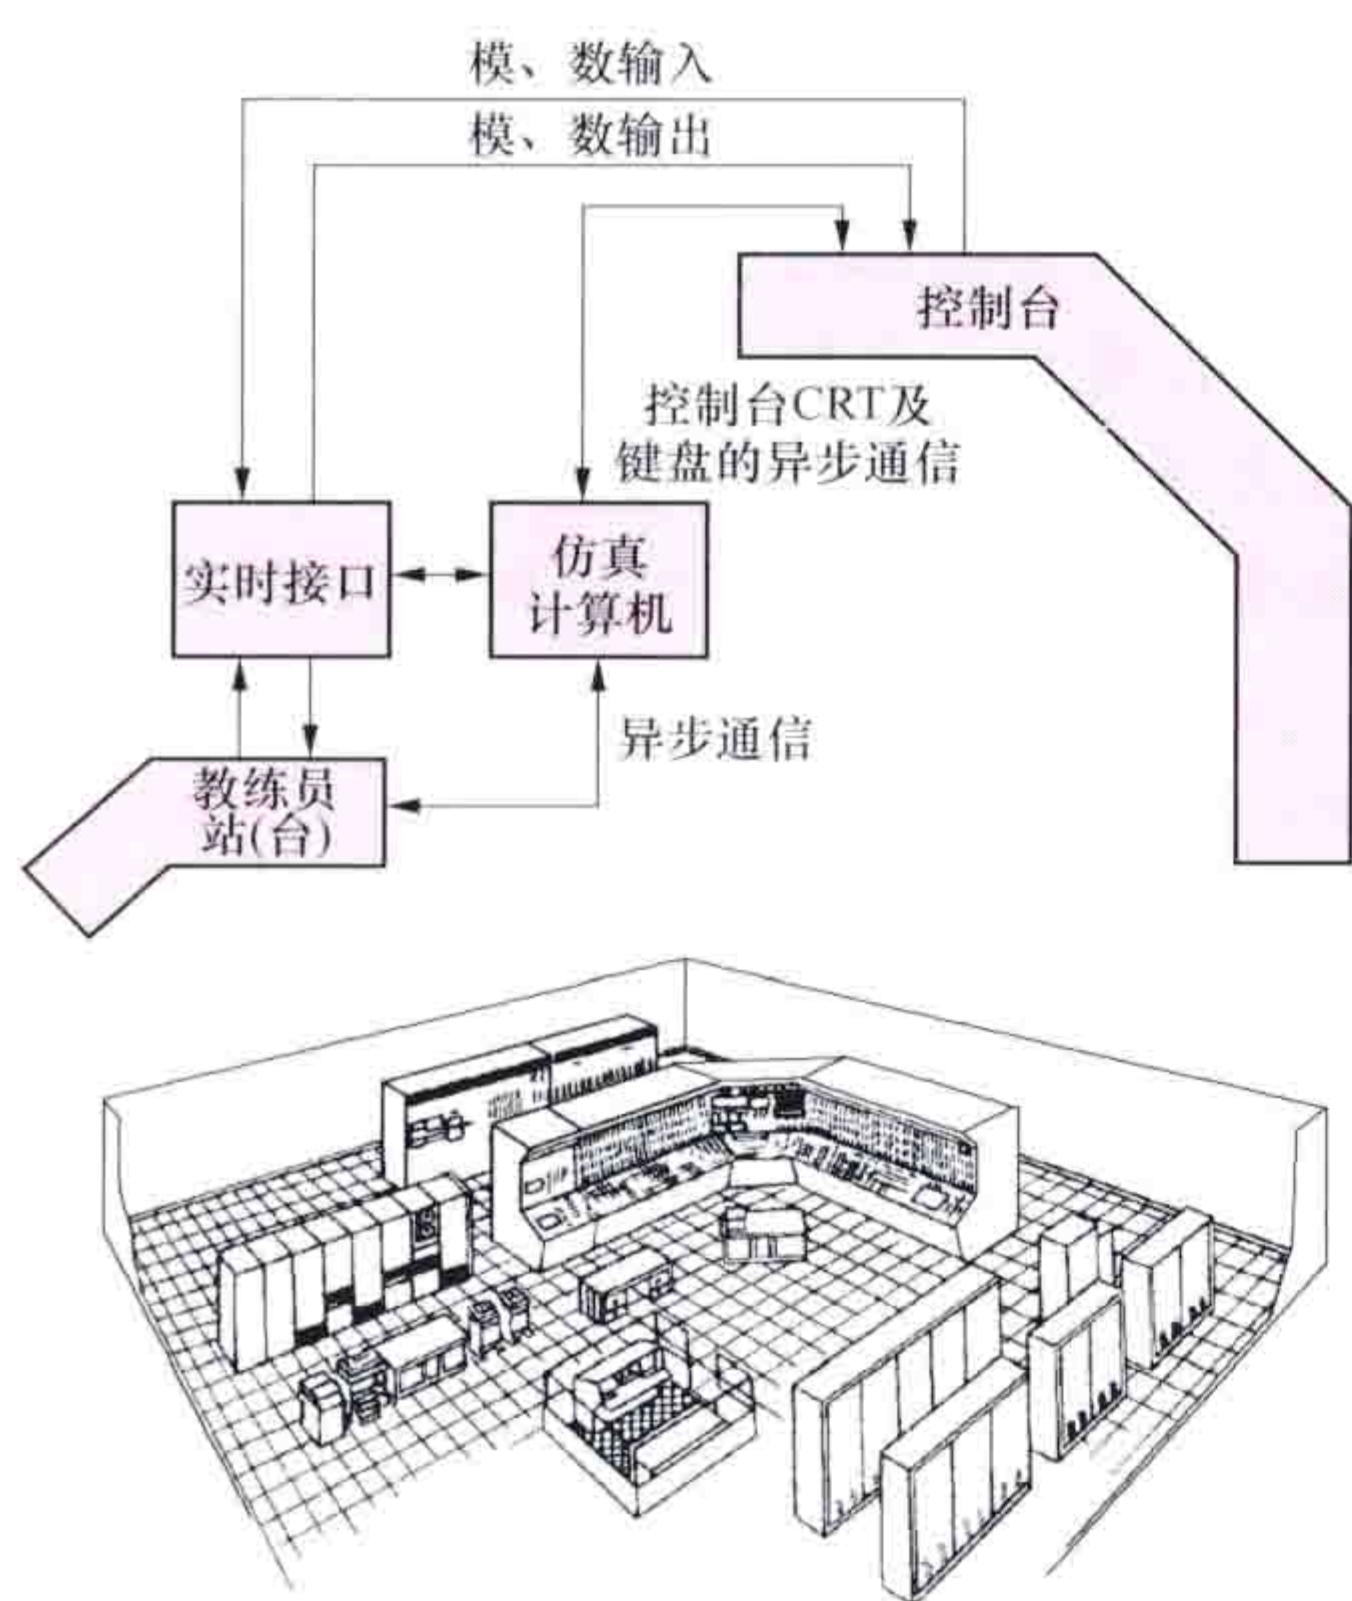 模、数输入
模、数输出
控制台
控制台CRT及
键盘的异步通信
实时接口
仿真
计算机
异步通信
教练员
站(台)